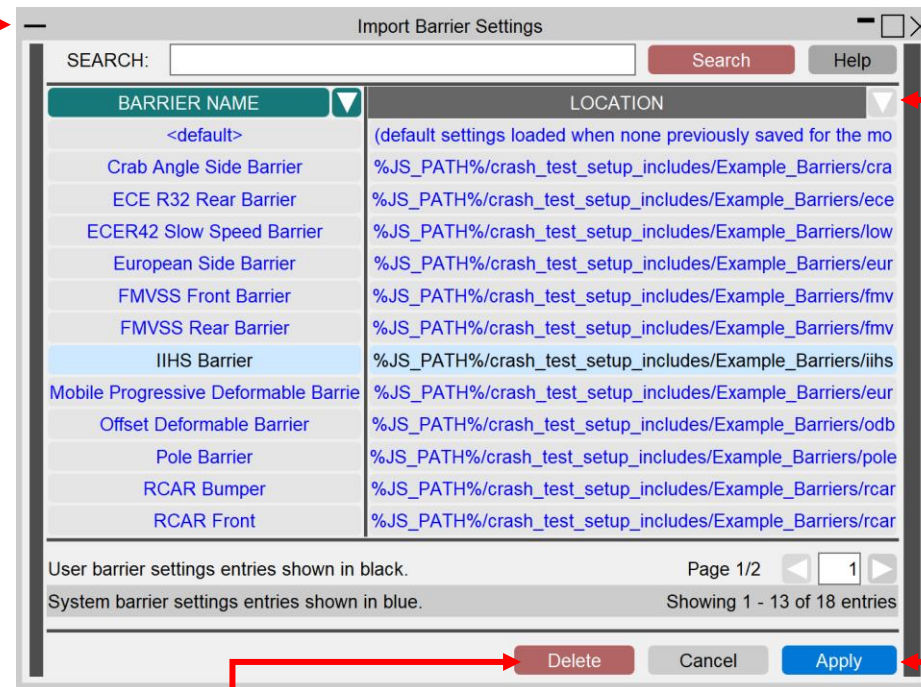 Import Barrier Settings
SEARCH: Search Help
BARRIER NAME LOCATION
<default> (default settings loaded when none previously saved for the mo
Crab Angle Side Barrier %JS_PATH%/crash_test_setup_includes/Example_Barriers/cra
ECE R32 Rear Barrier %JS_PATH%/crash_test_setup_includes/Example_Barriers/ece
ECER42 Slow Speed Barrier %JS_PATH%/crash_test_setup_includes/Example_Barriers/low
European Side Barrier %JS_PATH%/crash_test_setup_includes/Example_Barriers/eur
FMVSS Front Barrier %JS_PATH%/crash_test_setup_includes/Example_Barriers/fmv
FMVSS Rear Barrier %JS_PATH%/crash_test_setup_includes/Example_Barriers/fmv
IIHS Barrier %JS_PATH%/crash_test_setup_includes/Example_Barriers/iihs
Mobile Progressive Deformable Barrie %JS_PATH%/crash_test_setup_includes/Example_Barriers/eur
Offset Deformable Barrier %JS_PATH%/crash_test_setup_includes/Example_Barriers/odb
Pole Barrier %JS_PATH%/crash_test_setup_includes/Example_Barriers/pole
RCAR Bumper %JS_PATH%/crash_test_setup_includes/Example_Barriers/rcar
RCAR Front %JS_PATH%/crash_test_setup_includes/Example_Barriers/rcar
User barrier settings entries shown in black. Page 1/2 1
System barrier settings entries shown in blue. Showing 1 - 13 of 18 entries
Delete Cancel Apply